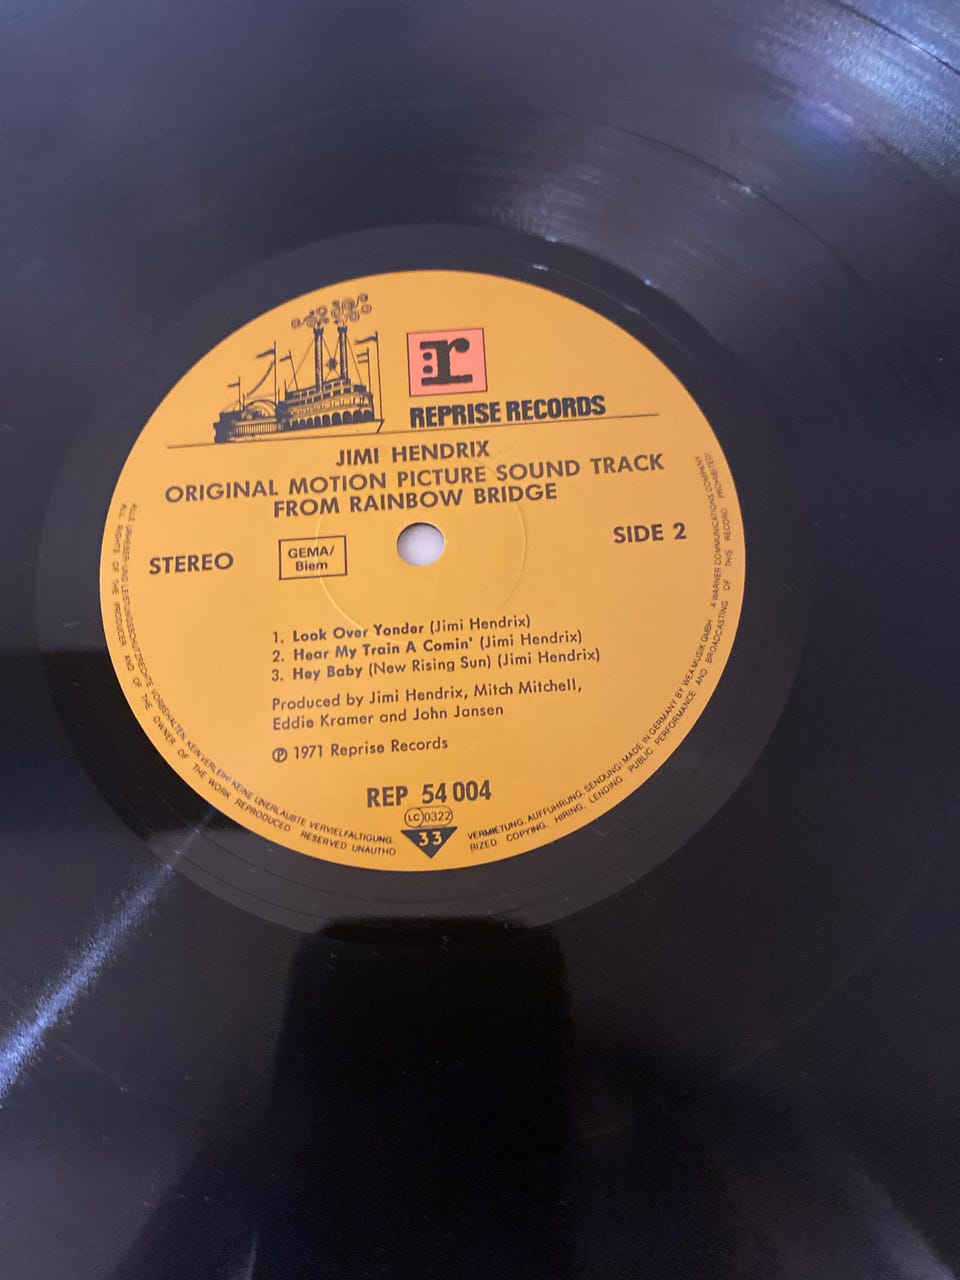 r
REPRISE RECORDS
JIMI HENDRIX
ORIGINAL MOTION PICTURE SOUND TRACK
FROM RAINBOW BRIDGE
STEREO
GEMA/
Biem
SIDE 2
1. Look Over Yonder (Jimi Hendrix)
2. Hear My Train A Comin' (Jimi Hendrix)
3. Hey Baby (New Rising Sun) (Jimi Hendrix)
Produced by Jimi Hendrix, Mitch Mitchell,
Eddie Kramer and John Jansen
℗ 1971 Reprise Records
REP 54 004
LC 0322
33
ALLE URHEBER- UND LEISTUNGSSCHUTZRECHTE VORBEHALTEN. KEIN VERLEIH! KEINE UNERLAUBTE VERVIELFÄLTIGUNG.
VERMIETUNG, AUFFÜHRUNG, SENDUNG! MADE IN GERMANY BY WEA MUSIK GMBH A WARNER COMMUNICATIONS COMPANY
ALL RIGHTS OF THE PRODUCER AND OF THE OWNER OF THE WORK REPRODUCED RESERVED UNAUTHO
RIZED COPYING, HIRING, LENDING PUBLIC PERFORMANCE AND BROADCASTING OF THIS RECORD PROHIBITED